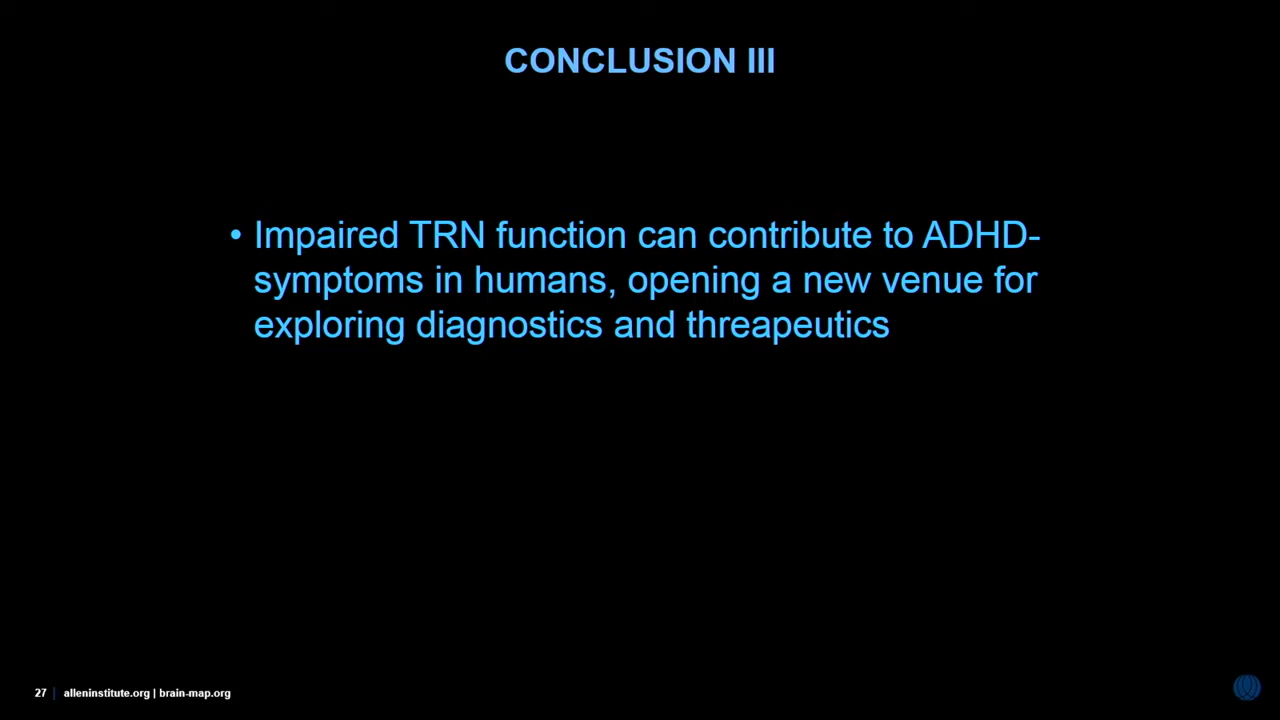 CONCLUSION III
• Impaired TRN function can contribute to ADHD-
symptoms in humans, opening a new venue for
exploring diagnostics and threapeutics
27 | alleninstitute.org | brain-map.org